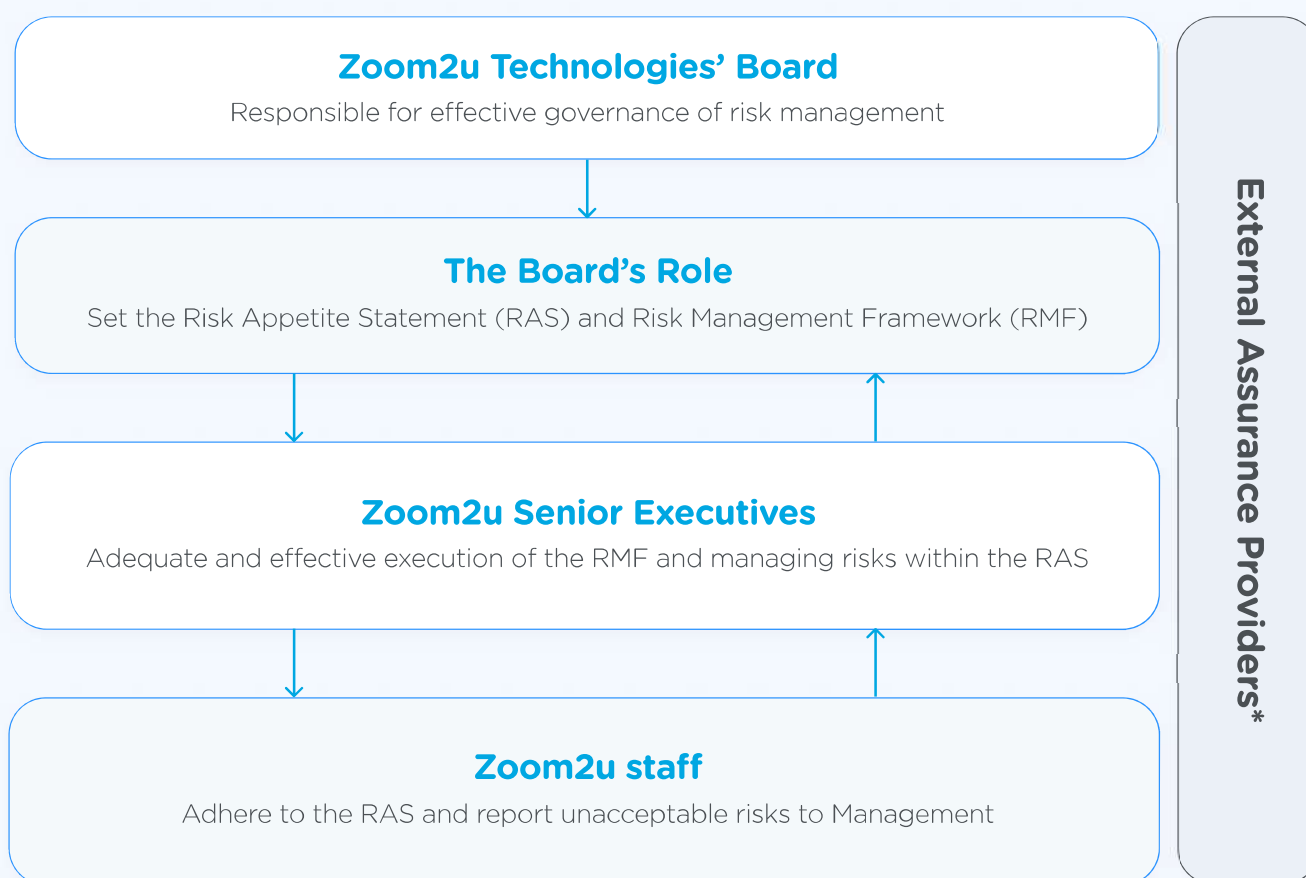 Zoom2u Technologies’ Board
Responsible for effective governance of risk management
The Board’s Role
Set the Risk Appetite Statement (RAS) and Risk Management Framework (RMF)
Zoom2u Senior Executives
Adequate and effective execution of the RMF and managing risks within the RAS
Zoom2u staff
Adhere to the RAS and report unacceptable risks to Management
External Assurance Providers*